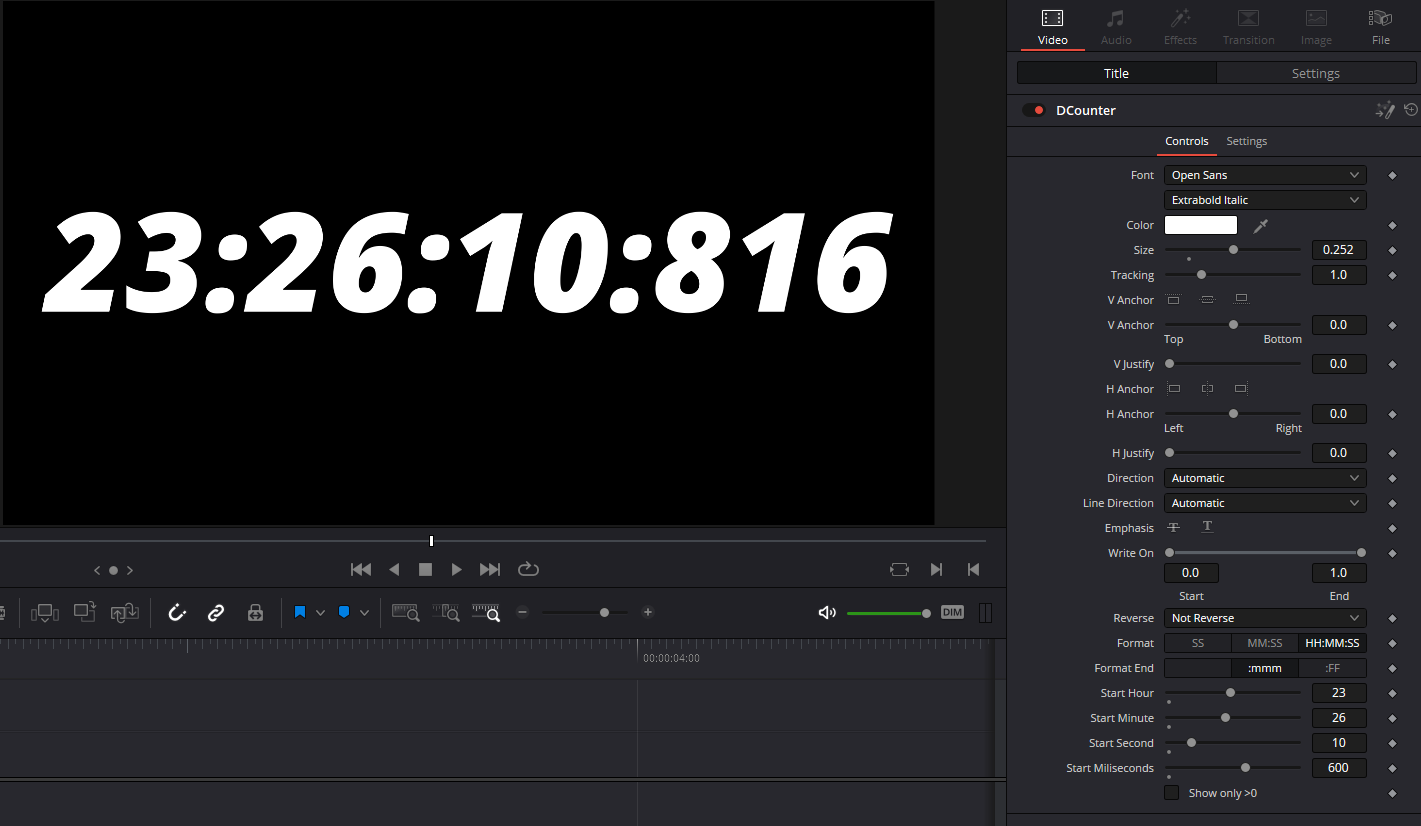 23:26:10:816
Video Audio Effects Transition Image File
Title Settings
DCounter
Controls Settings
Font Open Sans
Extrabold Italic
Color
Size 0.252
Tracking 1.0
V Anchor
V Anchor 0.0
Top Bottom
V Justify 0.0
H Anchor
H Anchor 0.0
Left Right
H Justify 0.0
Direction Automatic
Line Direction Automatic
Emphasis T T
Write On
0.0 1.0
Start End
Reverse Not Reverse
Format SS MM:SS HH:MM:SS
Format End :mmm :FF
Start Hour 23
Start Minute 26
Start Second 10
Start Miliseconds 600
Show only >0
DIM
00:00:04:00